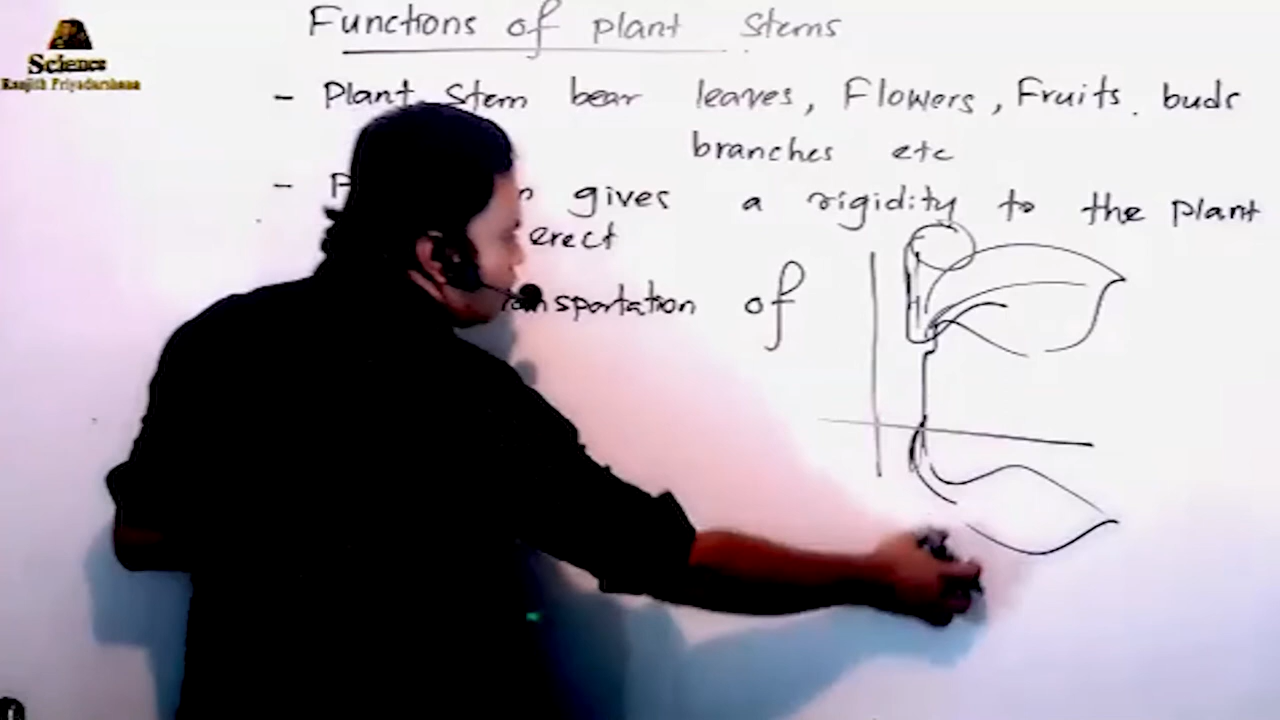 Science
Ranjith Priyadarshana
Functions of plant Stems
- Plant Stem bear leaves, Flowers, Fruits. buds
branches etc
- gives a rigidity to the plant
erect
of